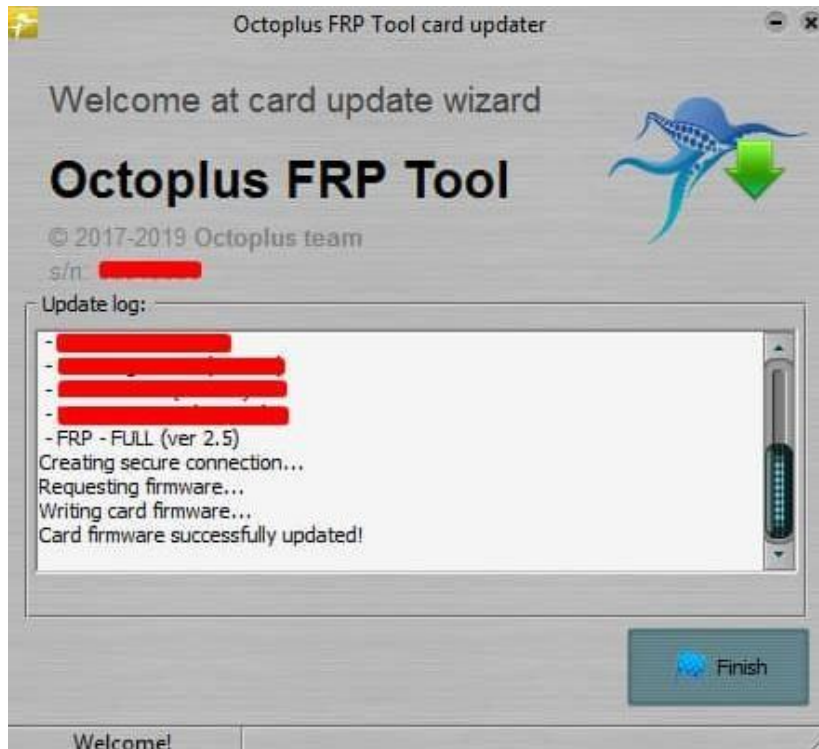 Octoplus FRP Tool card updater
Welcome at card update wizard
Octoplus FRP Tool
© 2017-2019 Octoplus team
s/n:
Update log:
-
-
-
-
- FRP - FULL (ver 2.5)
Creating secure connection...
Requesting firmware...
Writing card firmware...
Card firmware successfully updated!
Finish
Welcome!